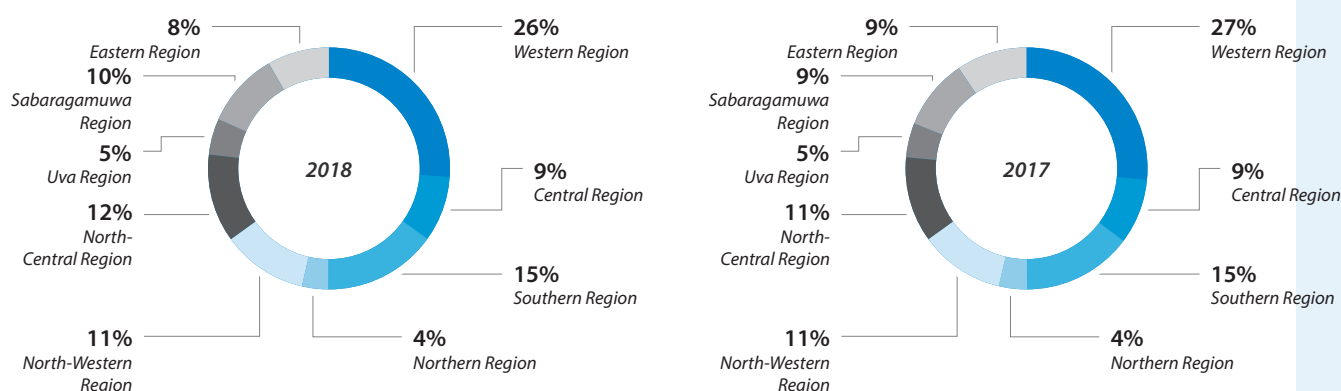 8%
Eastern Region
10%
Sabaragamuwa
Region
5%
Uva Region
12%
North-
Central Region
11%
North-Western
Region
2018
26%
Western Region
9%
Central Region
15%
Southern Region
4%
Northern Region
9%
Eastern Region
9%
Sabaragamuwa
Region
5%
Uva Region
11%
North-
Central Region
11%
North-Western
Region
2017
27%
Western Region
9%
Central Region
15%
Southern Region
4%
Northern Region